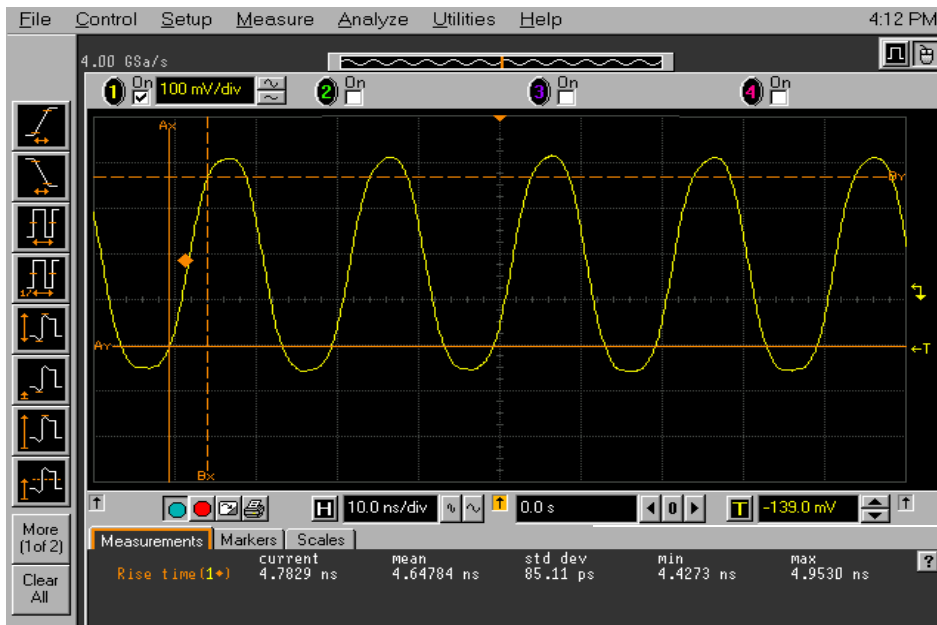 File Control Setup Measure Analyze Utilities Help 4:12 PM
4.00 GSa/s
1 On 100 mV/div 2 On 3 On 4 On
Ax
By
Ay
T
Bx
H 10.0 ns/div 0.0 s 0 T -139.0 mV
More
(1of 2)
Clear
All
Measurements Markers Scales
current mean std dev min max
Rise time(1◆) 4.7829 ns 4.64784 ns 85.11 ps 4.4273 ns 4.9530 ns
?